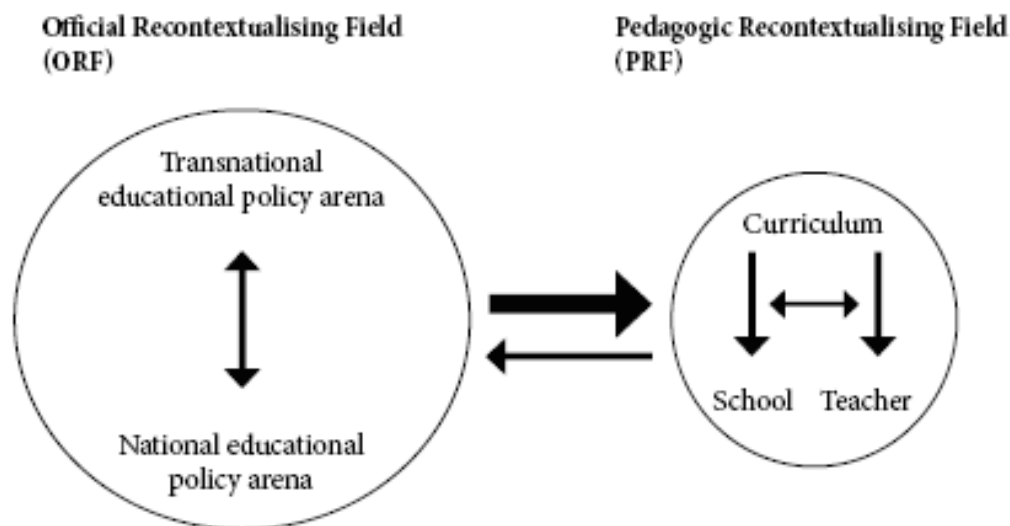 Official Recontextualising Field
(ORF)
Pedagogic Recontextualising Field
(PRF)
Transnational
educational policy arena
National educational
policy arena
Curriculum
School
Teacher